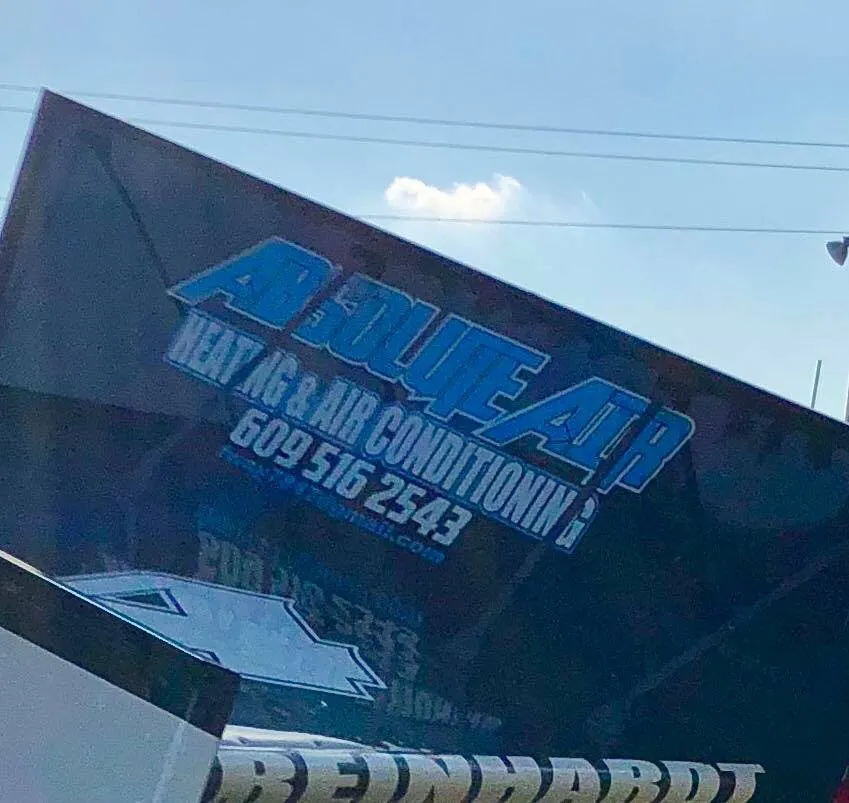 ABSOLUTE AIR
HEATING & AIR CONDITIONING
609 516 2543
REINHARDT